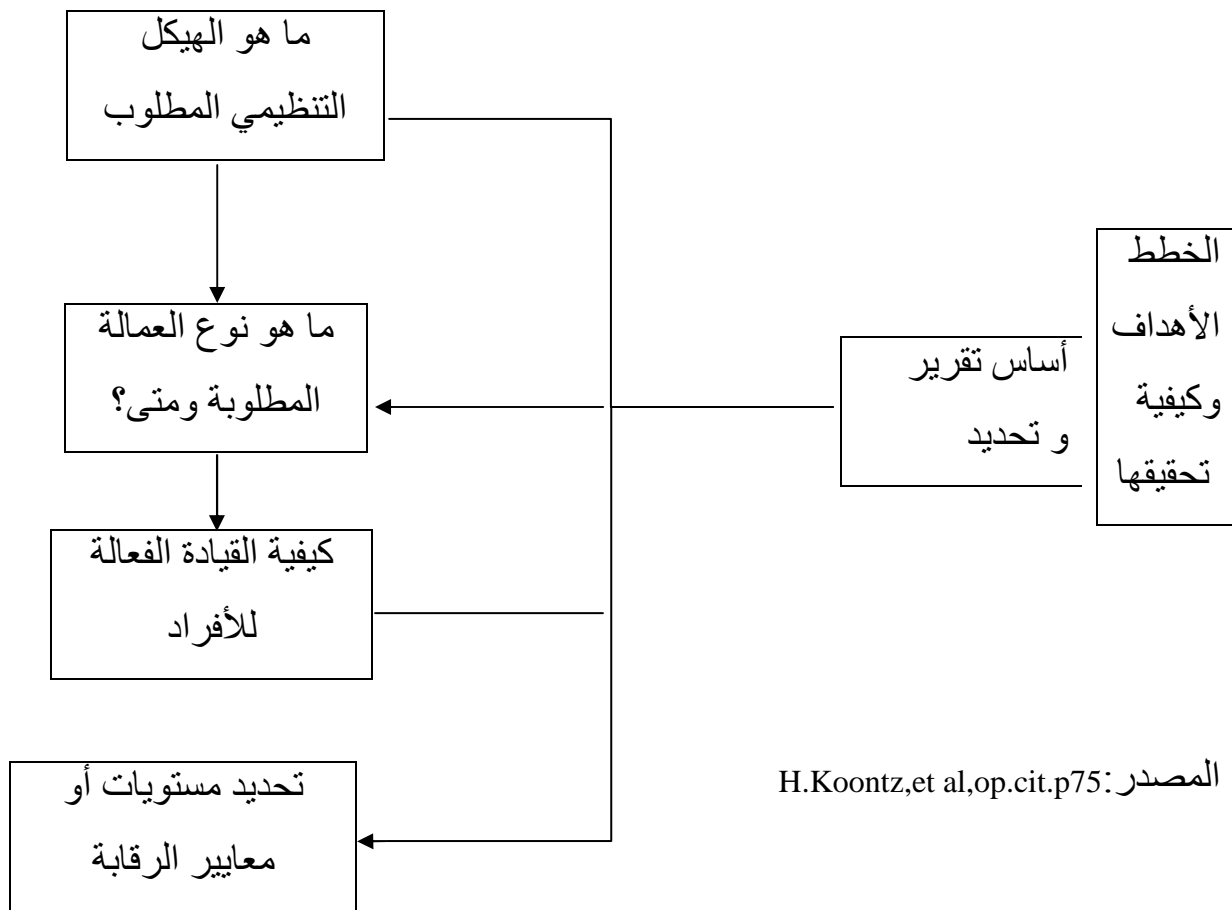 ما هو الهيكل
التنظيمي المطلوب
الخطط
الأهداف
وكيفية
تحقيقها
أساس تقرير
و تحديد
ما هو نوع العمالة
المطلوبة ومتى؟
كيفية القيادة الفعالة
للأفراد
تحديد مستويات أو
معايير الرقابة
المصدر:H.Koontz,et al,op.cit.p75